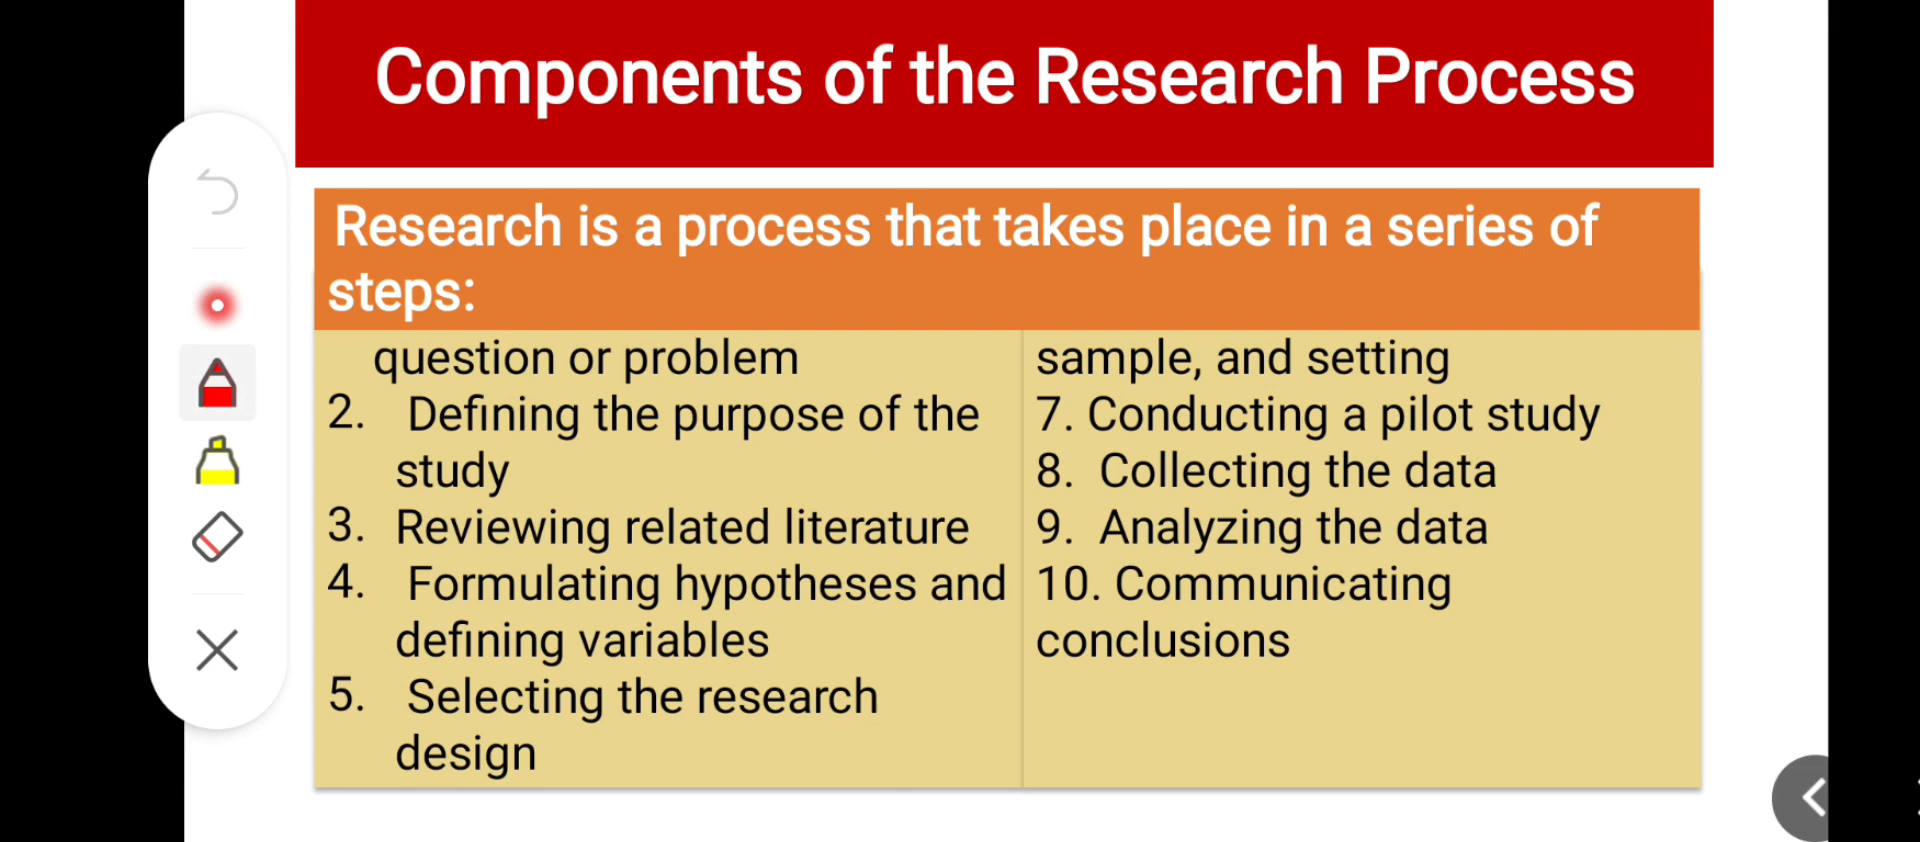 Components of the Research Process
Research is a process that takes place in a series of
steps:
question or problem
2. Defining the purpose of the
study
3. Reviewing related literature
4. Formulating hypotheses and
defining variables
5. Selecting the research
design
sample, and setting
7. Conducting a pilot study
8. Collecting the data
9. Analyzing the data
10. Communicating
conclusions